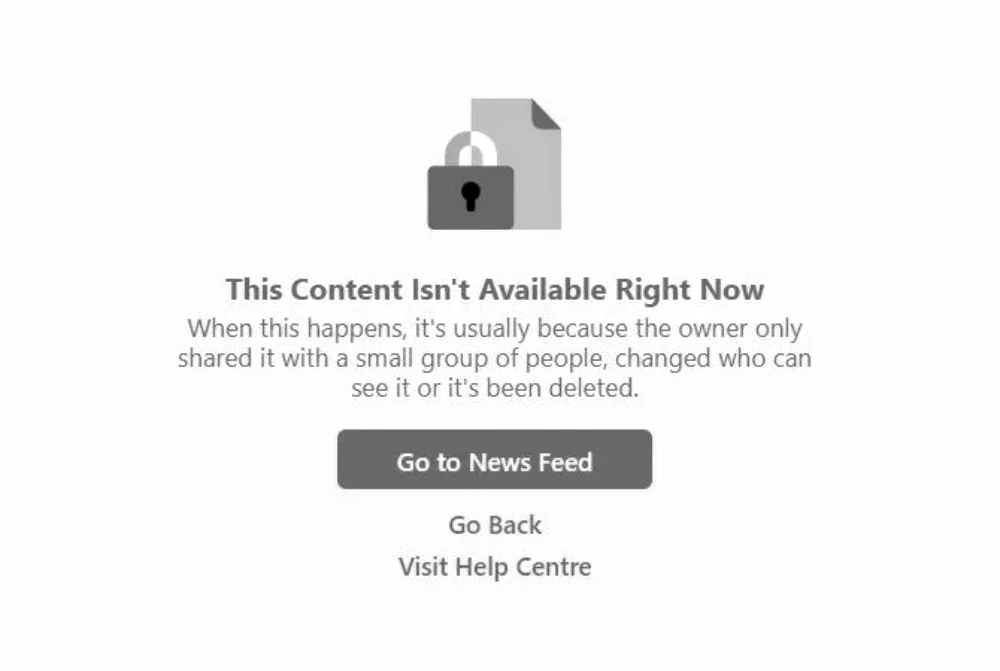 This Content Isn't Available Right Now
When this happens, it's usually because the owner only
shared it with a small group of people, changed who can
see it or it's been deleted.
Go to News Feed
Go Back
Visit Help Centre